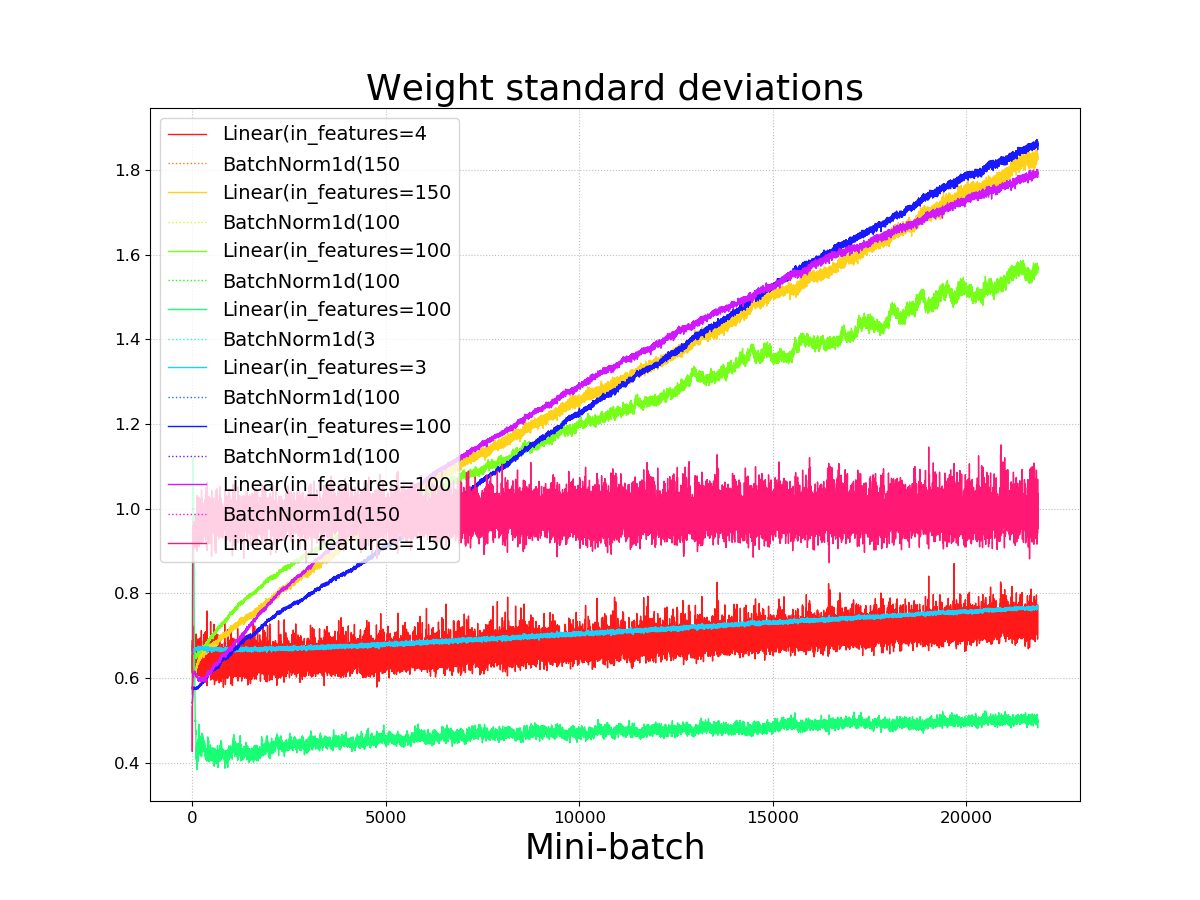 Weight standard deviations
Linear(in_features=4
BatchNorm1d(150
Linear(in_features=150
BatchNorm1d(100
Linear(in_features=100
BatchNorm1d(100
Linear(in_features=100
BatchNorm1d(3
Linear(in_features=3
BatchNorm1d(100
Linear(in_features=100
BatchNorm1d(100
Linear(in_features=100
BatchNorm1d(150
Linear(in_features=150
1.8
1.6
1.4
1.2
1.0
0.8
0.6
0.4
0 5000 10000 15000 20000
Mini-batch